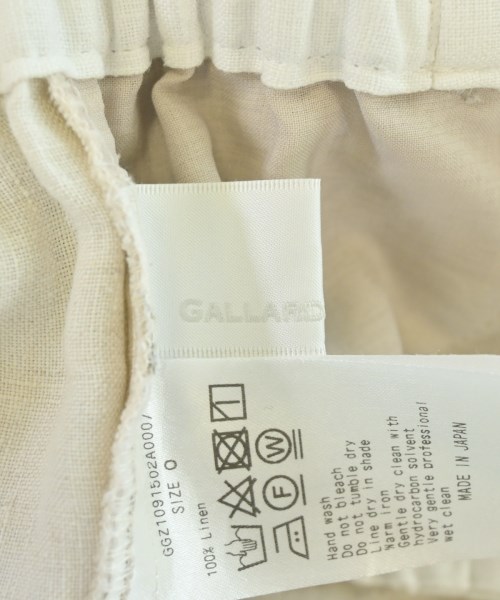 GALLARD
GGZ1091502A000/
SIZE O
100% Linen
F
W
Hand wash
Do not bleach
Do not tumble dry
Line dry in shade
Warm iron
Gentle dry clean with
hydrocarbon solvent
Very gentle professional
wet clean
MADE IN JAPAN